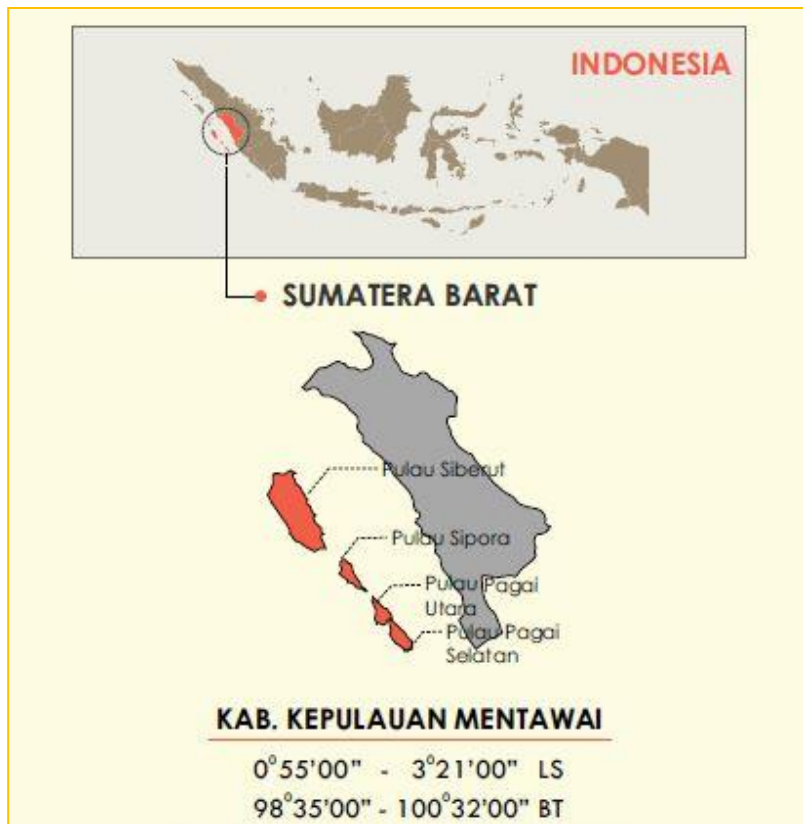 INDONESIA
SUMATERA BARAT
Pulau Siberut
Pulau Sipora
Pulau Pagai
Utara
Pulau Pagai
Selatan
KAB. KEPULAUAN MENTAWAI
0°55'00" - 3°21'00" LS
98°35'00" - 100°32'00" BT